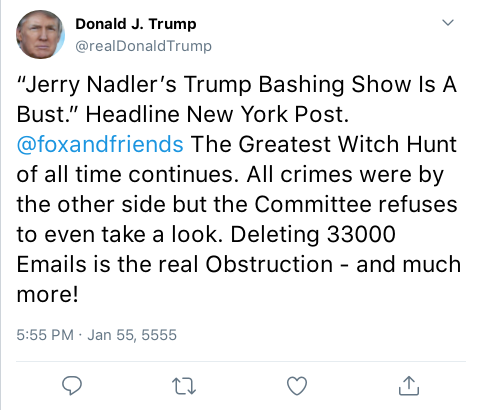 Donald J. Trump
@realDonaldTrump
“Jerry Nadler’s Trump Bashing Show Is A
Bust.” Headline New York Post.
@foxandfriends The Greatest Witch Hunt
of all time continues. All crimes were by
the other side but the Committee refuses
to even take a look. Deleting 33000
Emails is the real Obstruction - and much
more!
5:55 PM · Jan 55, 5555